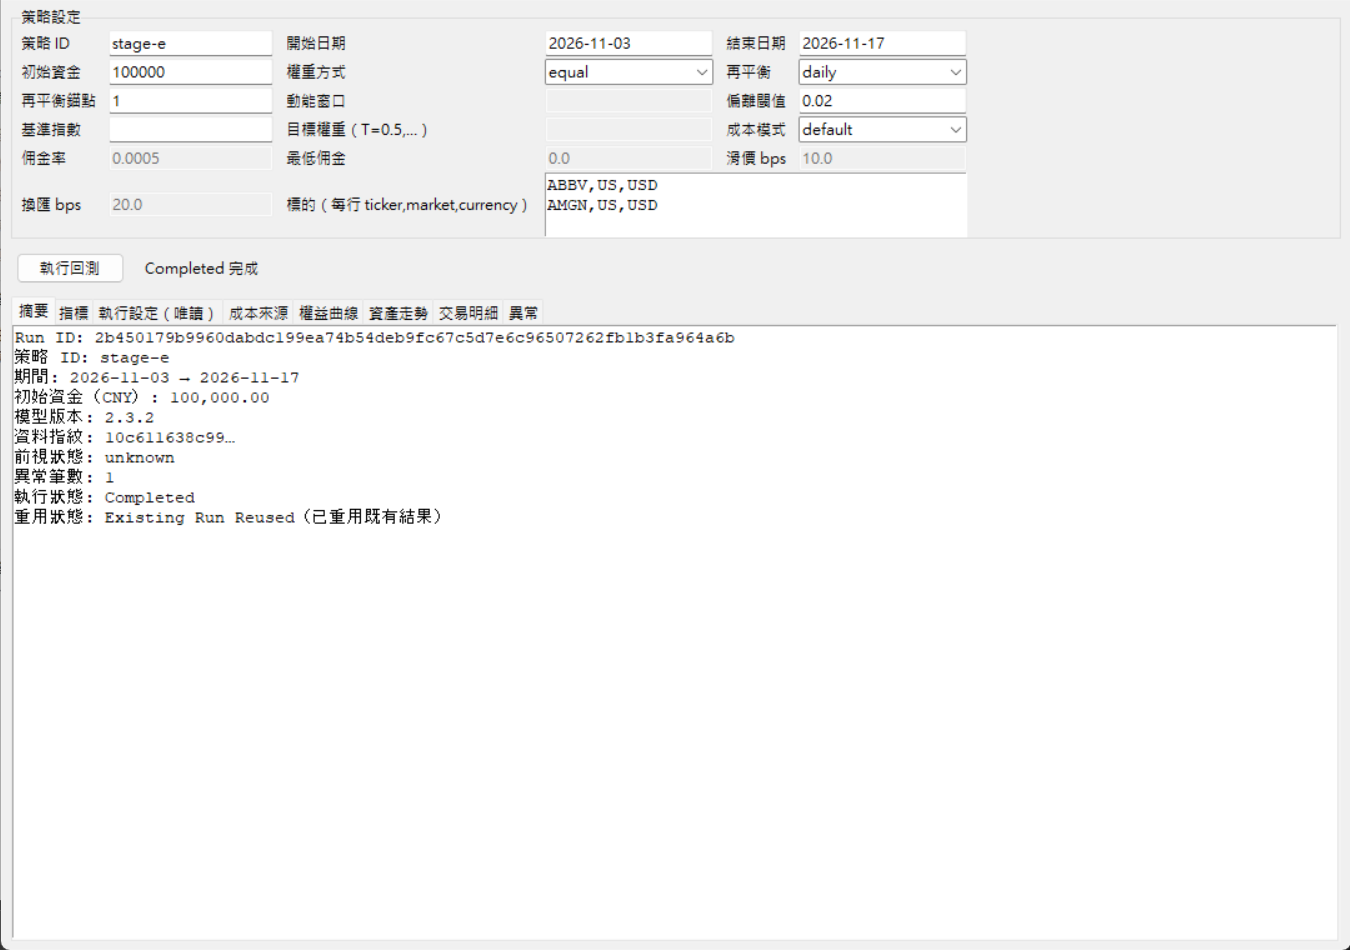 策略設定
策略 ID stage-e 開始日期 2026-11-03 結束日期 2026-11-17
初始資金 100000 權重方式 equal 再平衡 daily
再平衡錨點 1 動能窗口 偏離閾值 0.02
基準指數 目標權重（T=0.5,...） 成本模式 default
佣金率 0.0005 最低佣金 0.0 滑價 bps 10.0
換匯 bps 20.0 標的（每行 ticker,market,currency）
ABBV,US,USD
AMGN,US,USD
執行回測 Completed 完成
摘要 指標 執行設定（唯讀） 成本來源 權益曲線 資產走勢 交易明細 異常
Run ID: 2b450179b9960dabdc199ea74b54deb9fc67c5d7e6c96507262fb1b3fa964a6b
策略 ID: stage-e
期間: 2026-11-03 → 2026-11-17
初始資金（CNY）: 100,000.00
模型版本: 2.3.2
資料指紋: 10c611638c99…
前視狀態: unknown
異常筆數: 1
執行狀態: Completed
重用狀態: Existing Run Reused（已重用既有結果）